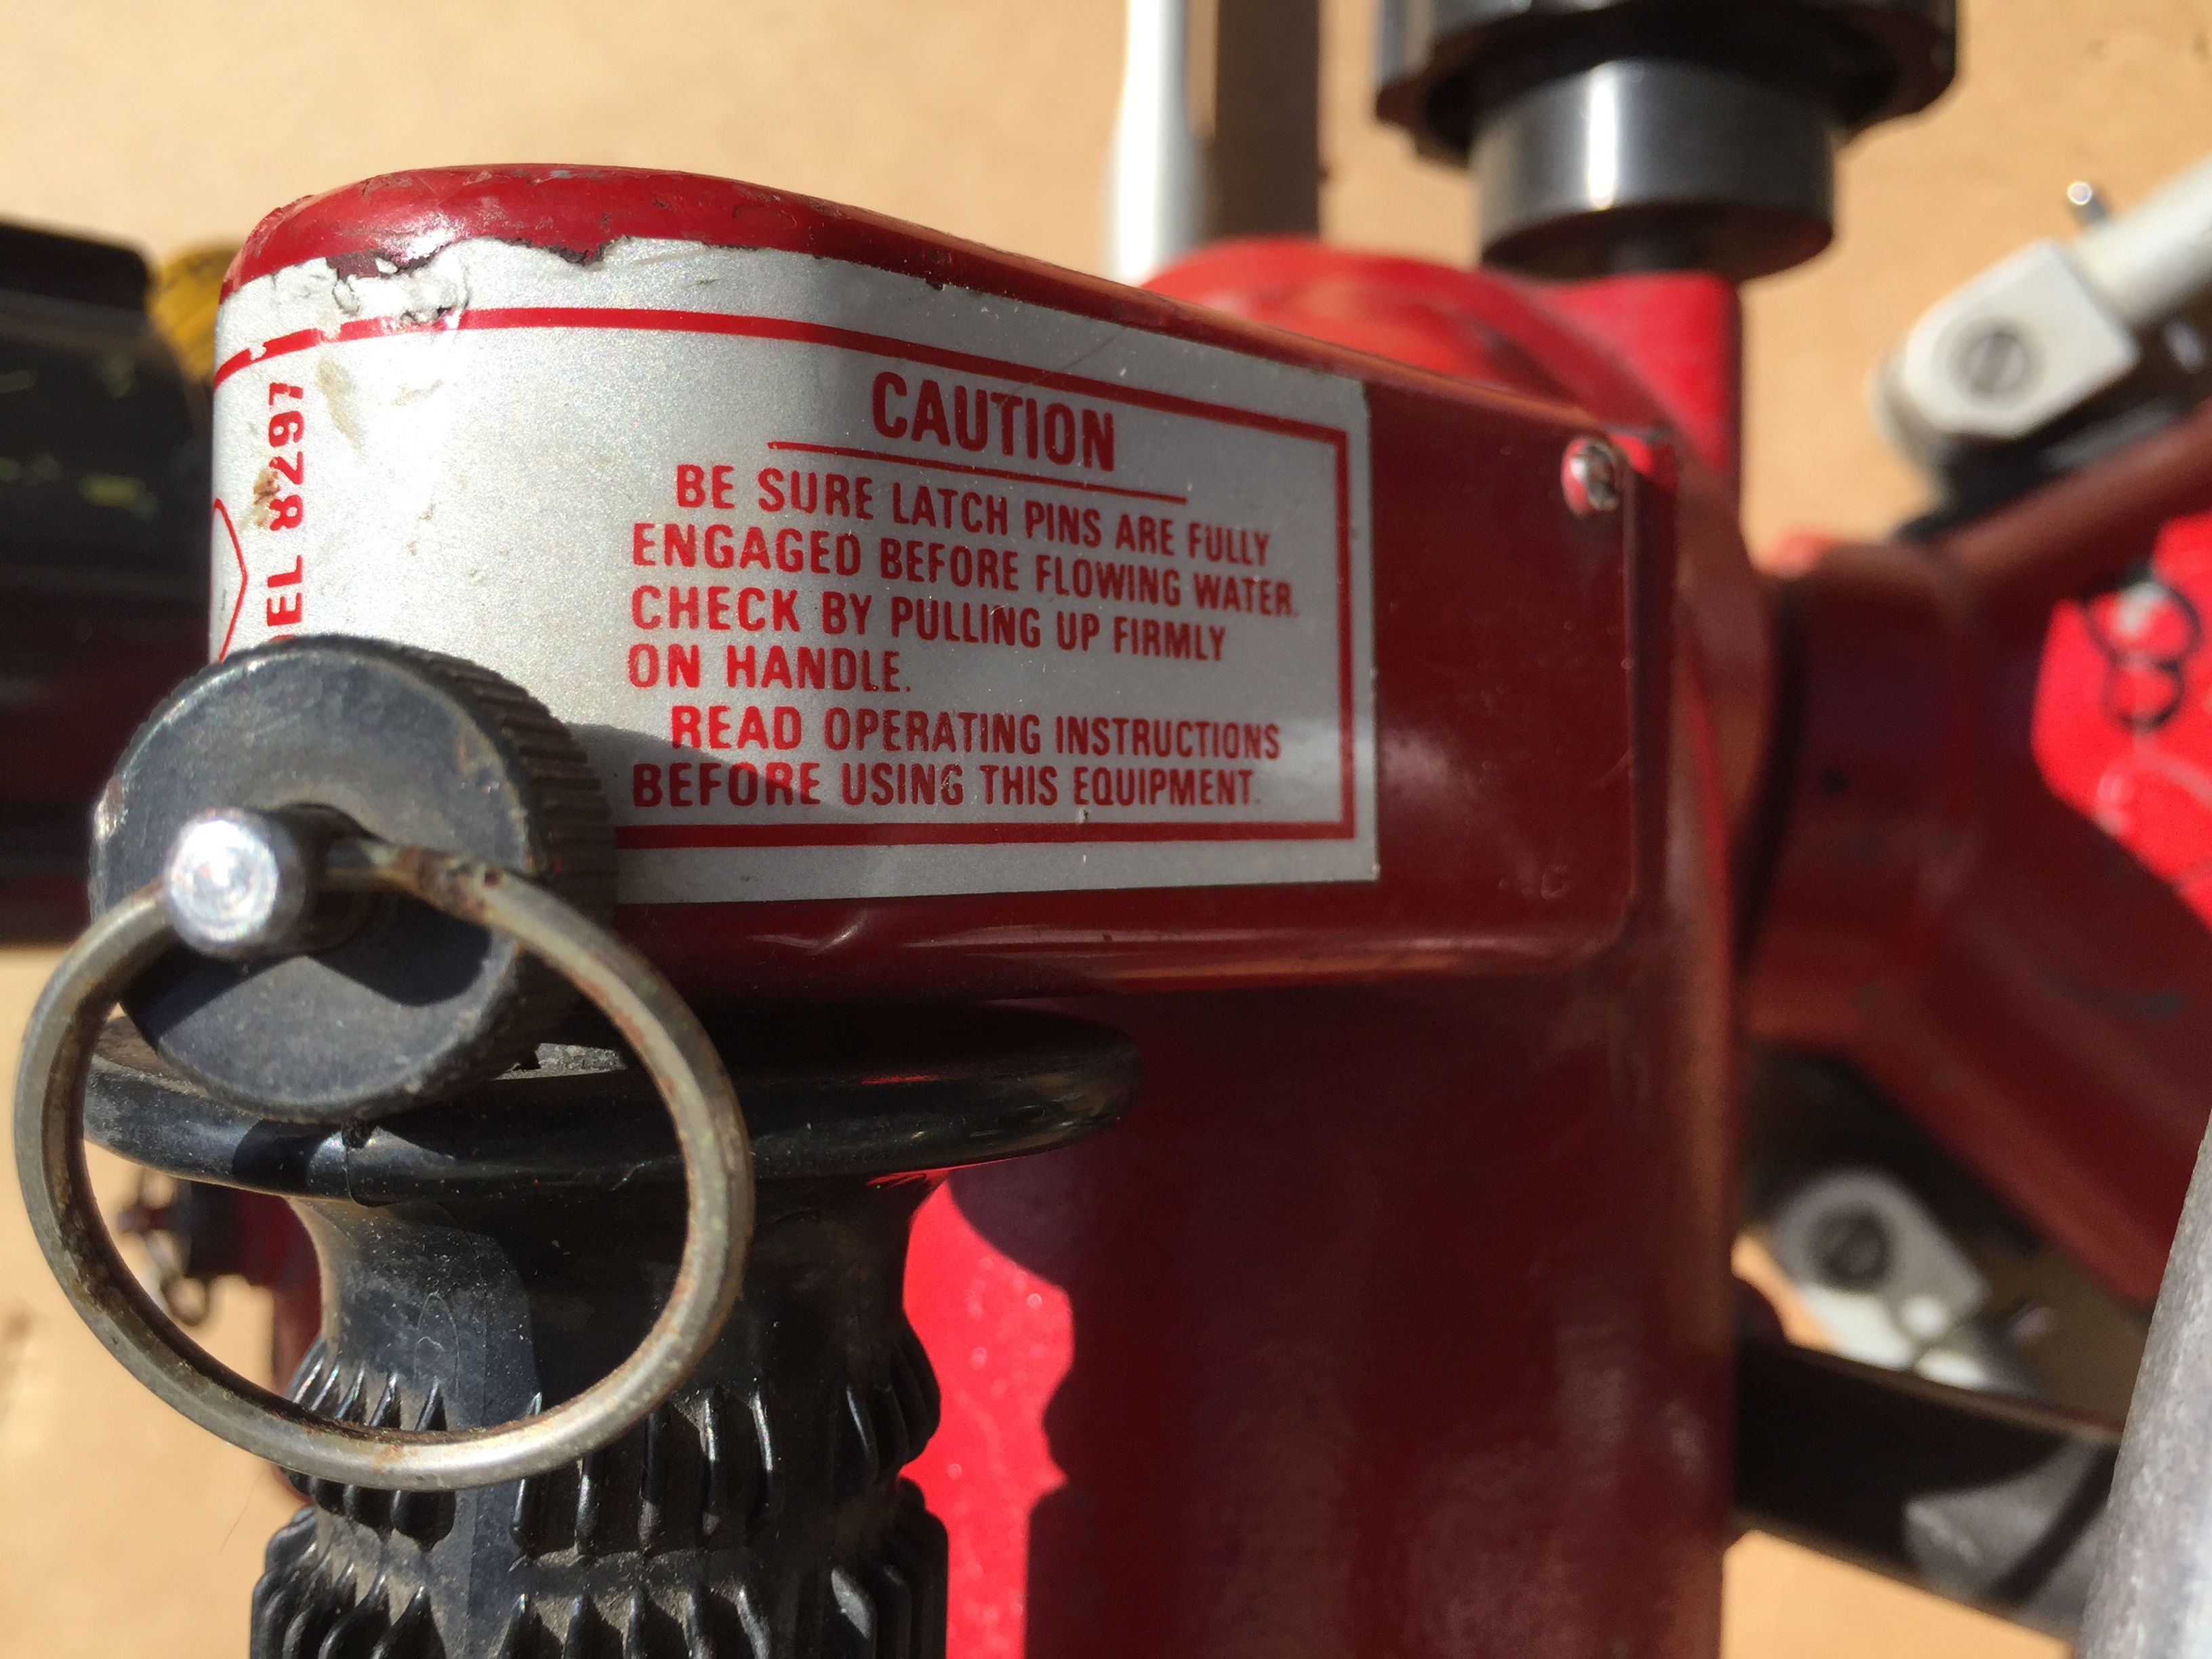 EL 8297
CAUTION
BE SURE LATCH PINS ARE FULLY
ENGAGED BEFORE FLOWING WATER.
CHECK BY PULLING UP FIRMLY
ON HANDLE.
READ OPERATING INSTRUCTIONS
BEFORE USING THIS EQUIPMENT.